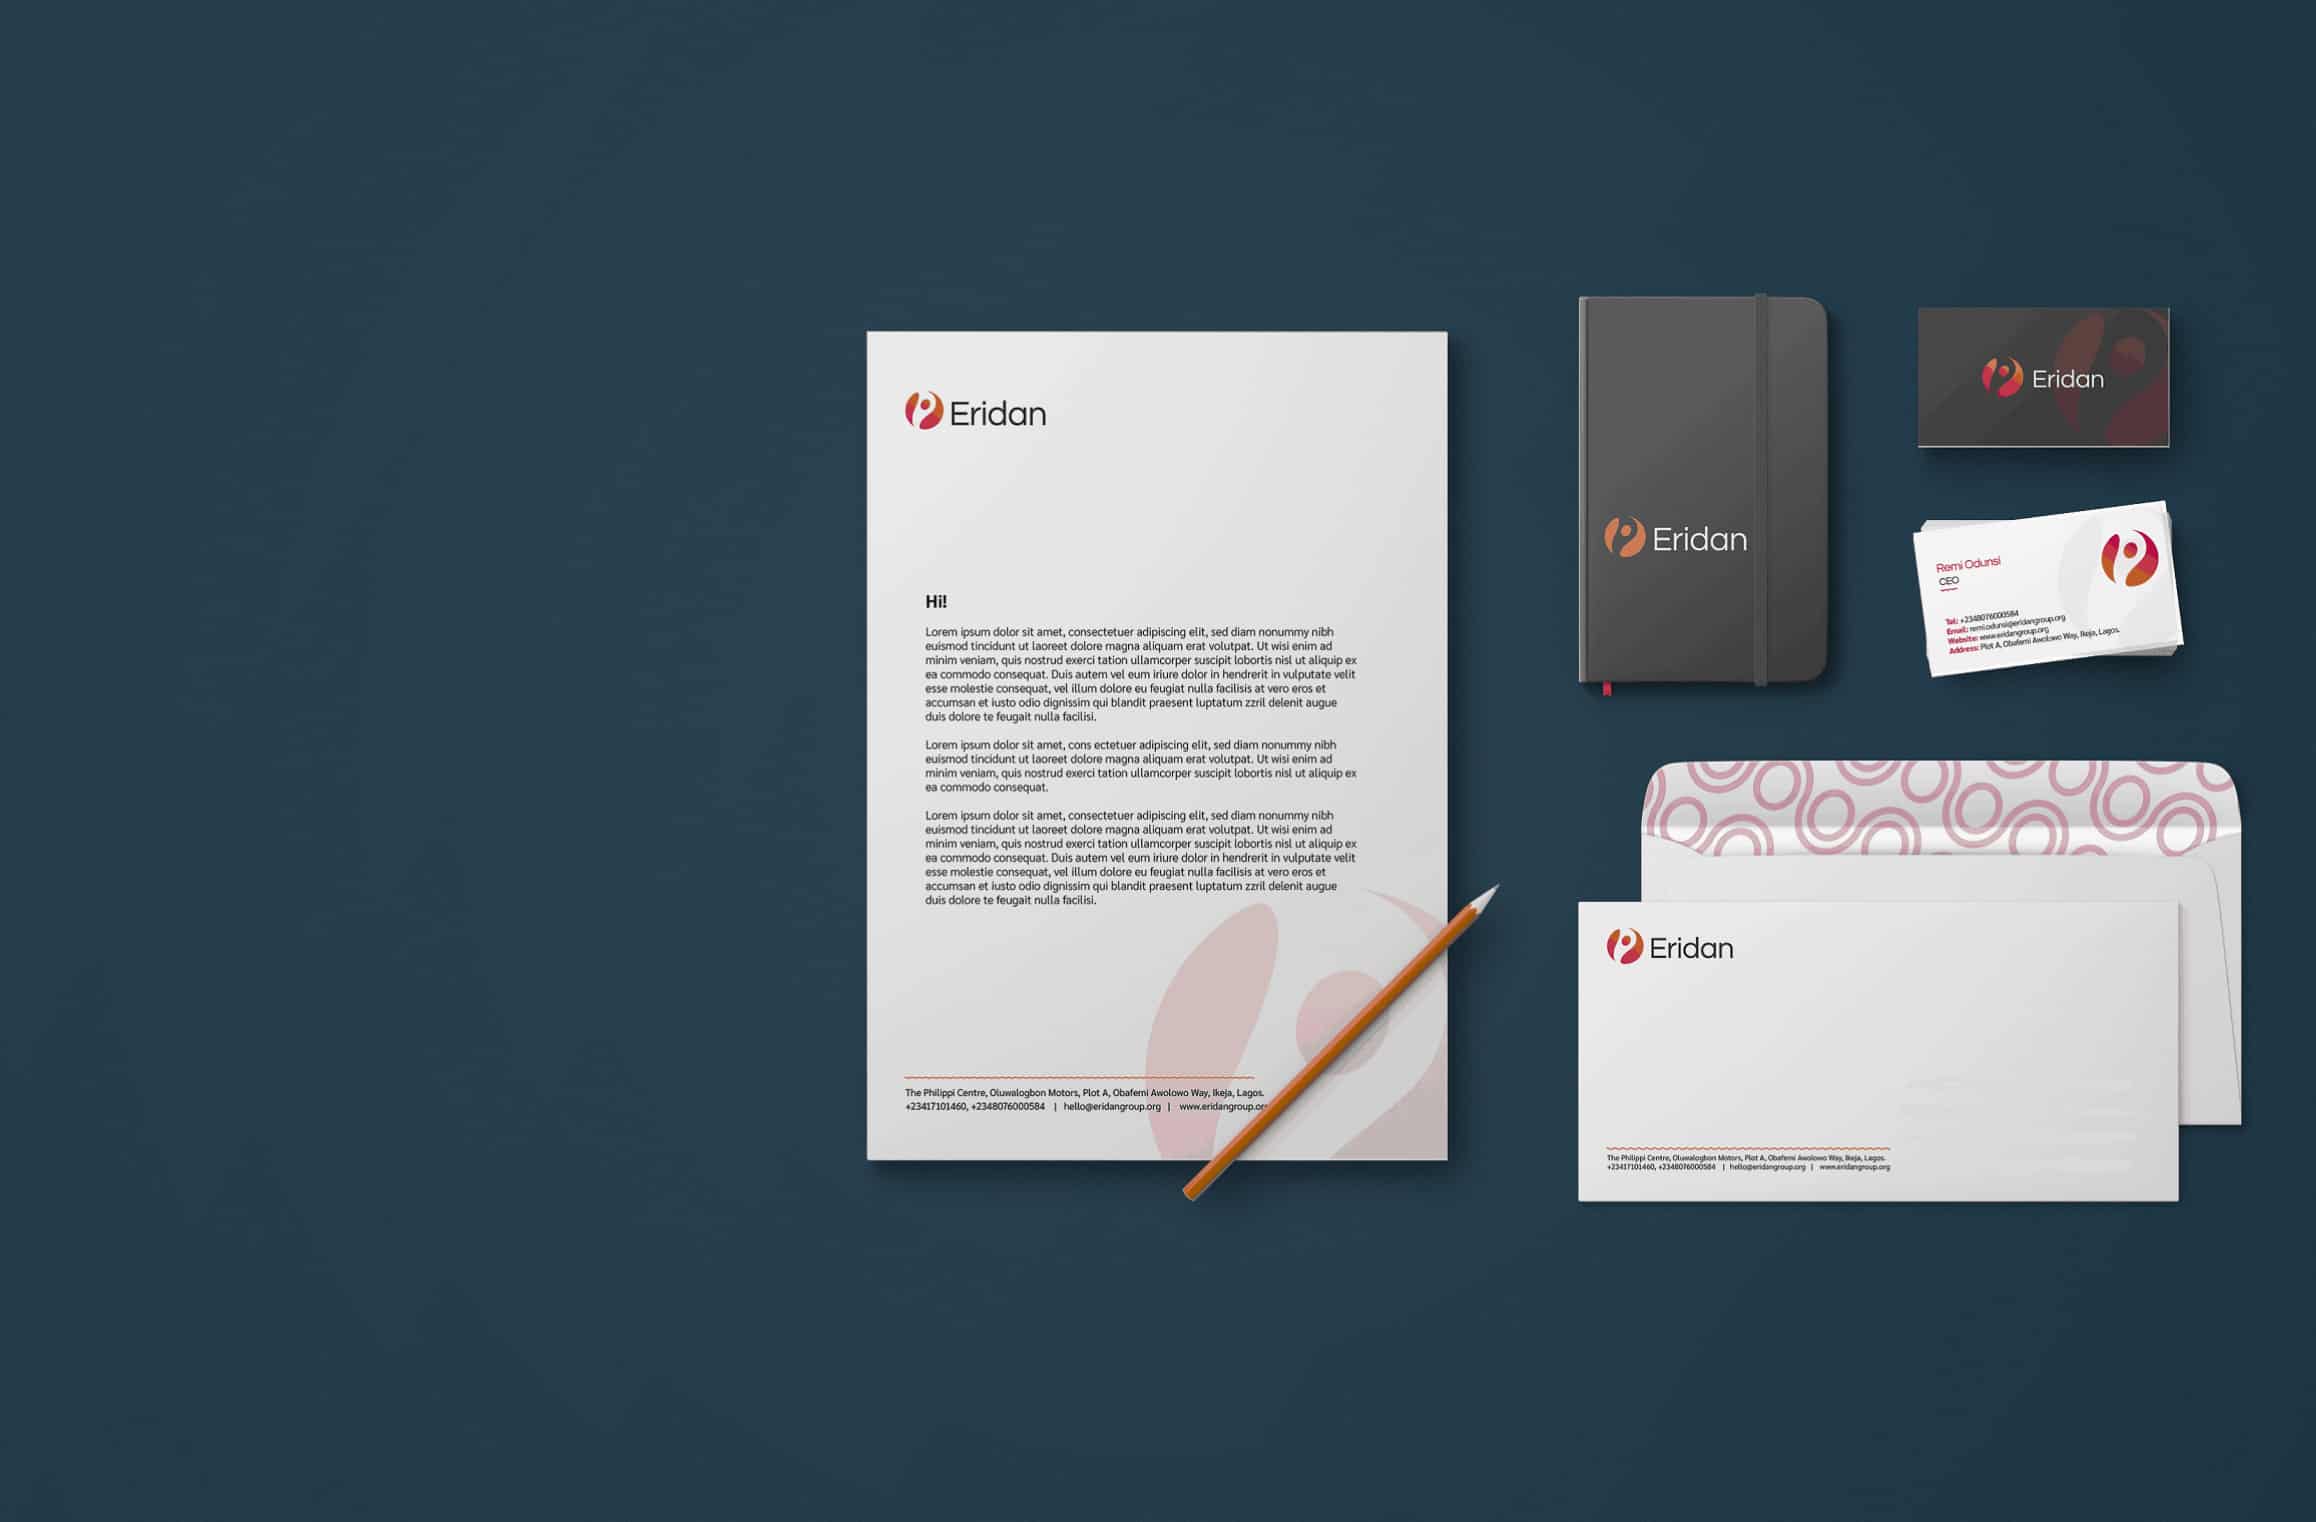 Eridan
Hi!
Lorem ipsum dolor sit amet, consectetuer adipiscing elit, sed diam nonummy nibh
euismod tincidunt ut laoreet dolore magna aliquam erat volutpat. Ut wisi enim ad
minim veniam, quis nostrud exerci tation ullamcorper suscipit lobortis nisl ut aliquip ex
ea commodo consequat. Duis autem vel eum iriure dolor in hendrerit in vulputate velit
esse molestie consequat, vel illum dolore eu feugiat nulla facilisis at vero eros et
accumsan et iusto odio dignissim qui blandit praesent luptatum zzril delenit augue
duis dolore te feugait nulla facilisi.
Lorem ipsum dolor sit amet, cons ectetuer adipiscing elit, sed diam nonummy nibh
euismod tincidunt ut laoreet dolore magna aliquam erat volutpat. Ut wisi enim ad
minim veniam, quis nostrud exerci tation ullamcorper suscipit lobortis nisl ut aliquip ex
ea commodo consequat.
Lorem ipsum dolor sit amet, consectetuer adipiscing elit, sed diam nonummy nibh
euismod tincidunt ut laoreet dolore magna aliquam erat volutpat. Ut wisi enim ad
minim veniam, quis nostrud exerci tation ullamcorper suscipit lobortis nisl ut aliquip ex
ea commodo consequat. Duis autem vel eum iriure dolor in hendrerit in vulputate velit
esse molestie consequat, vel illum dolore eu feugiat nulla facilisis at vero eros et
accumsan et iusto odio dignissim qui blandit praesent luptatum zzril delenit augue
duis dolore te feugait nulla facilisi.
The Philippi Centre, Oluwalogbon Motors, Plot A, Obafemi Awolowo Way, Ikeja, Lagos.
+23417101460, +2348076000584 | hello@eridangroup.org | www.eridangroup.org
Eridan
Eridan
Remi Odunsi
CEO
Tel: +2348076000584
Email: remi.odunsi@eridangroup.org
Website: www.eridangroup.org
Address: Plot A, Obafemi Awolowo Way, Ikeja, Lagos.
Eridan
The Philippi Centre, Oluwalogbon Motors, Plot A, Obafemi Awolowo Way, Ikeja, Lagos.
+23417101460, +2348076000584 | hello@eridangroup.org | www.eridangroup.org